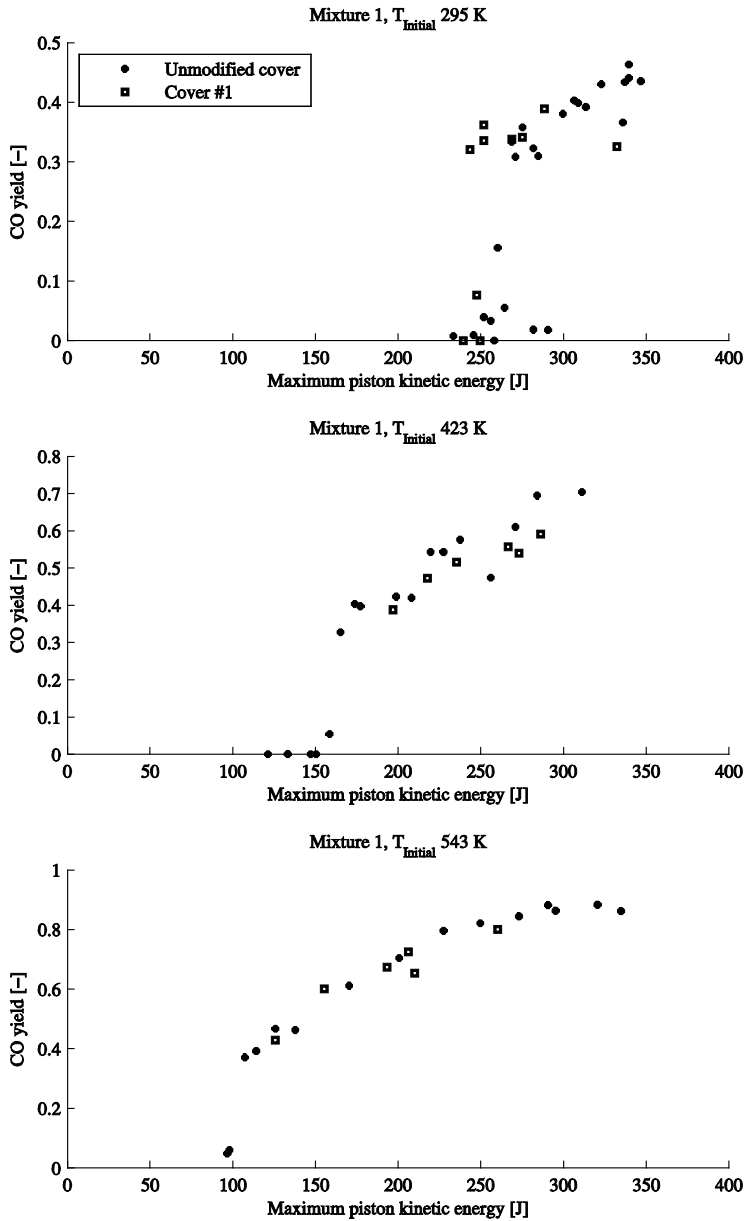 Mixture 1, T_Initial 295 K
0.5
0.4
0.3
0.2
0.1
0
CO yield [−]
Unmodified cover
Cover #1
0 50 100 150 200 250 300 350 400
Maximum piston kinetic energy [J]
Mixture 1, T_Initial 423 K
0.8
0.7
0.6
0.5
0.4
0.3
0.2
0.1
0
CO yield [−]
0 50 100 150 200 250 300 350 400
Maximum piston kinetic energy [J]
Mixture 1, T_Initial 543 K
1
0.8
0.6
0.4
0.2
0
CO yield [−]
0 50 100 150 200 250 300 350 400
Maximum piston kinetic energy [J]